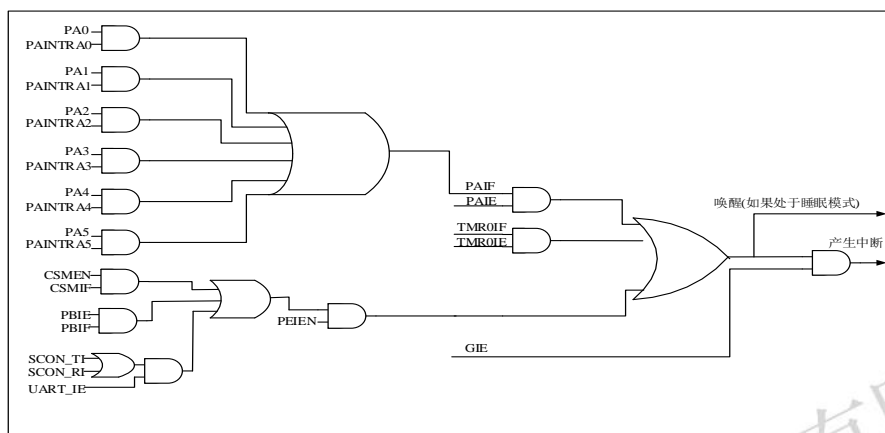 PA0
PAINTRA0
PA1
PAINTRA1
PA2
PAINTRA2
PA3
PAINTRA3
PA4
PAINTRA4
PA5
PAINTRA5
CSMEN
CSMIF
PBIE
PBIF
SCON_TI
SCON_RI
UART_IE
PEIEN
PAIF
PAIE
TMR0IF
TMR0IE
GIE
唤醒(如果处于睡眠模式)
产生中断